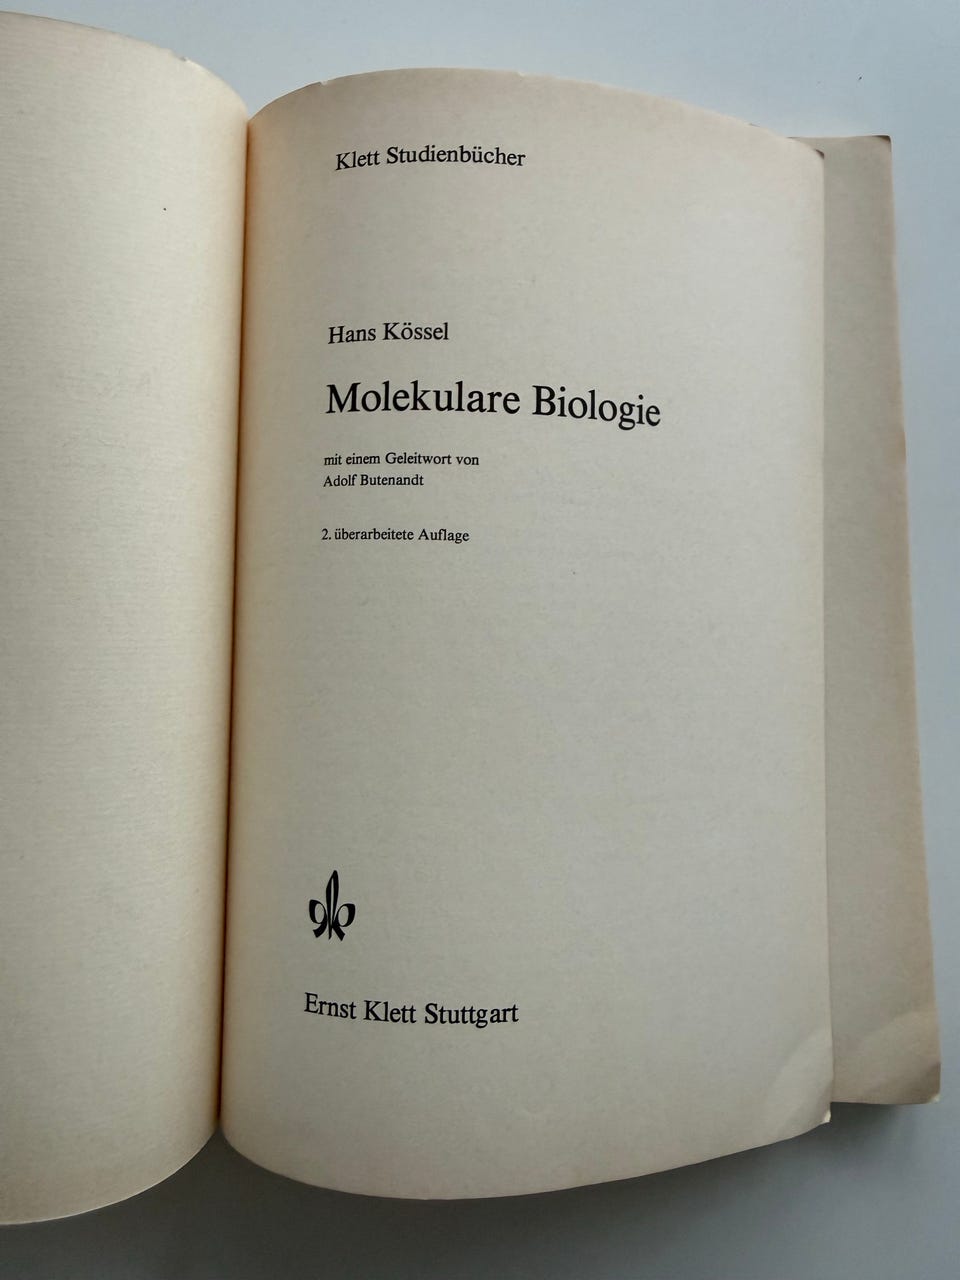 Klett Studienbücher
Hans Kössel
Molekulare Biologie
mit einem Geleitwort von
Adolf Butenandt
2. überarbeitete Auflage
Ernst Klett Stuttgart